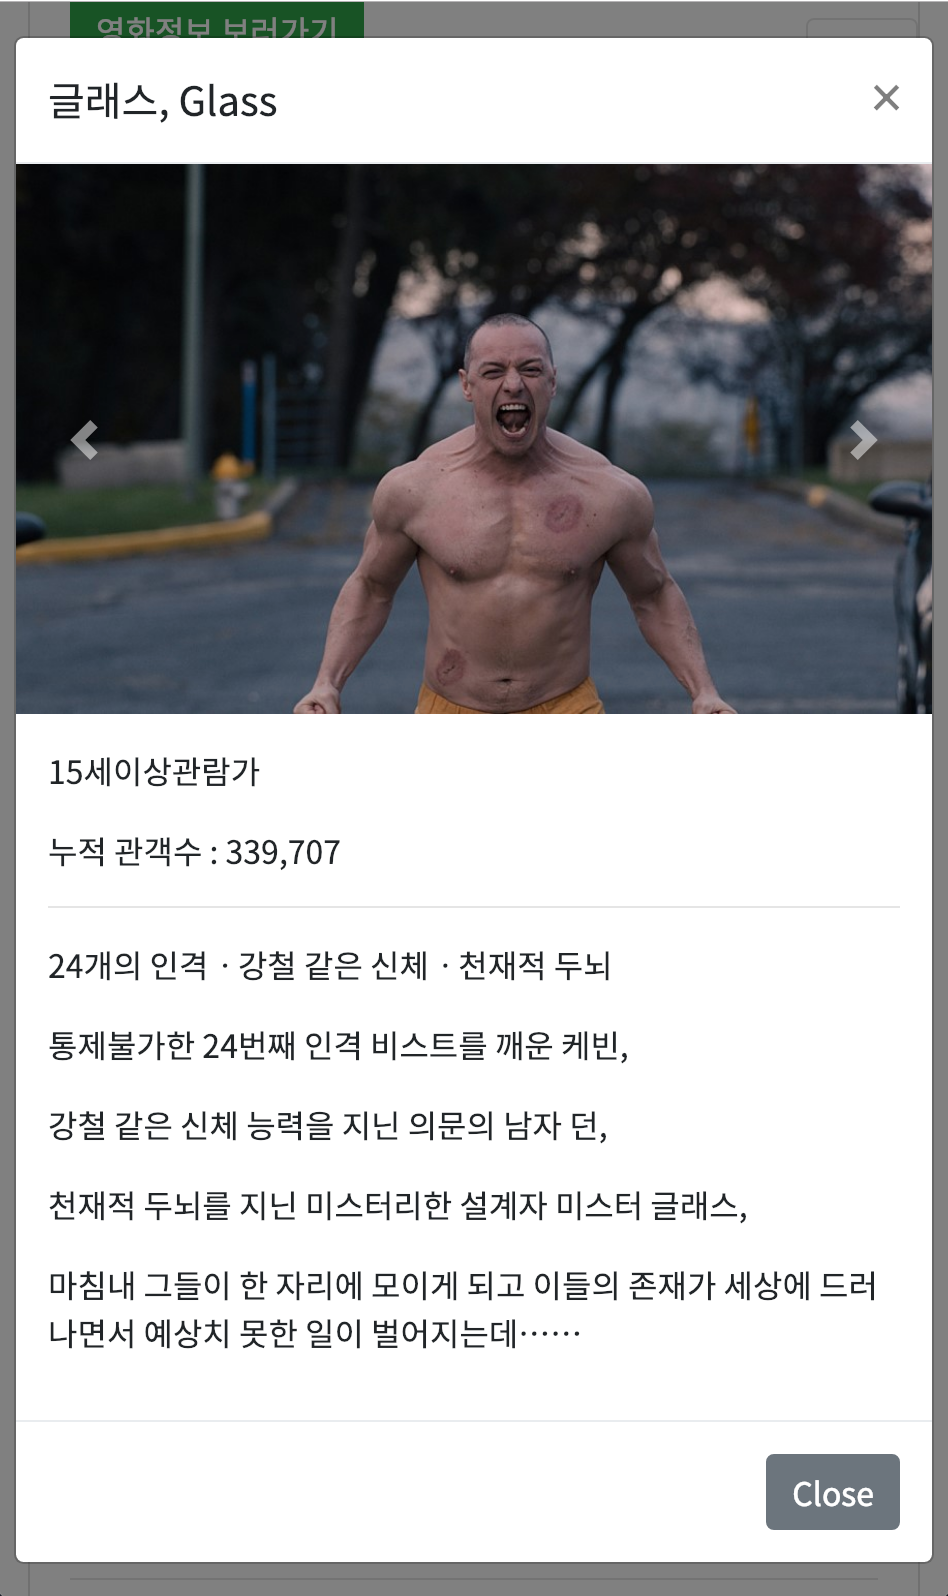 영화정보 보러가기
글래스, Glass
×
15세이상관람가
누적 관객수 : 339,707
24개의 인격 · 강철 같은 신체 · 천재적 두뇌
통제불가한 24번째 인격 비스트를 깨운 케빈,
강철 같은 신체 능력을 지닌 의문의 남자 던,
천재적 두뇌를 지닌 미스터리한 설계자 미스터 글래스,
마침내 그들이 한 자리에 모이게 되고 이들의 존재가 세상에 드러
나면서 예상치 못한 일이 벌어지는데……
Close